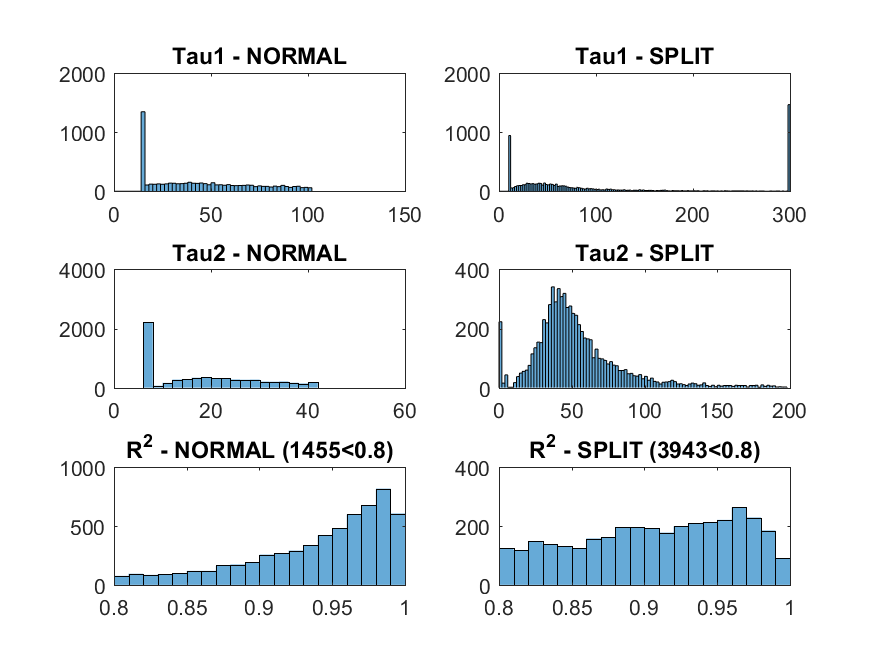 Tau1 - NORMAL
2000
1000
0
0 50 100 150
Tau1 - SPLIT
2000
1000
0
0 100 200 300
Tau2 - NORMAL
4000
2000
0
0 20 40 60
Tau2 - SPLIT
400
200
0
0 50 100 150 200
R² - NORMAL (1455<0.8)
1000
500
0
0.8 0.85 0.9 0.95 1
R² - SPLIT (3943<0.8)
400
200
0
0.8 0.85 0.9 0.95 1